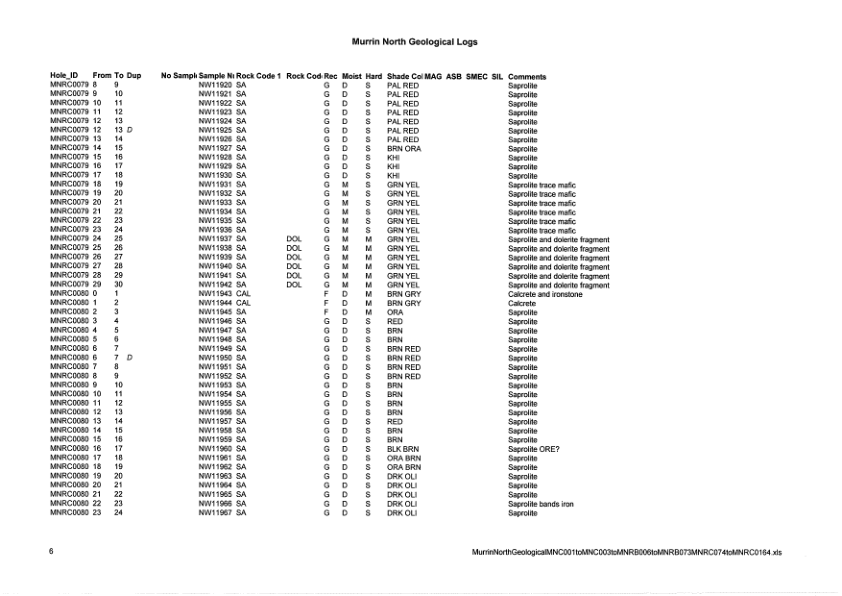 Murrin North Geological Logs
Hole_ID From To Dup No Sampl Sample N Rock Code 1 Rock Cod Rec Moist Hard Shade Col MAG ASB SMEC SIL Comments
MNRC0079 8 9 NW11920 SA G D S PAL RED Saprolite
MNRC0079 9 10 NW11921 SA G D S PAL RED Saprolite
MNRC0079 10 11 NW11922 SA G D S PAL RED Saprolite
MNRC0079 11 12 NW11923 SA G D S PAL RED Saprolite
MNRC0079 12 13 NW11924 SA G D S PAL RED Saprolite
MNRC0079 12 13 D NW11925 SA G D S PAL RED Saprolite
MNRC0079 13 14 NW11926 SA G D S PAL RED Saprolite
MNRC0079 14 15 NW11927 SA G D S BRN ORA Saprolite
MNRC0079 15 16 NW11928 SA G D S KHI Saprolite
MNRC0079 16 17 NW11929 SA G D S KHI Saprolite
MNRC0079 17 18 NW11930 SA G D S KHI Saprolite
MNRC0079 18 19 NW11931 SA G M S GRN YEL Saprolite trace mafic
MNRC0079 19 20 NW11932 SA G M S GRN YEL Saprolite trace mafic
MNRC0079 20 21 NW11933 SA G M S GRN YEL Saprolite trace mafic
MNRC0079 21 22 NW11934 SA G M S GRN YEL Saprolite trace mafic
MNRC0079 22 23 NW11935 SA G M S GRN YEL Saprolite trace mafic
MNRC0079 23 24 NW11936 SA G M S GRN YEL Saprolite trace mafic
MNRC0079 24 25 NW11937 SA DOL G M M GRN YEL Saprolite and dolerite fragment
MNRC0079 25 26 NW11938 SA DOL G M M GRN YEL Saprolite and dolerite fragment
MNRC0079 26 27 NW11939 SA DOL G M M GRN YEL Saprolite and dolerite fragment
MNRC0079 27 28 NW11940 SA DOL G M M GRN YEL Saprolite and dolerite fragment
MNRC0079 28 29 NW11941 SA DOL G M M GRN YEL Saprolite and dolerite fragment
MNRC0079 29 30 NW11942 SA DOL G M M GRN YEL Saprolite and dolerite fragment
MNRC0080 0 1 NW11943 CAL F D M BRN GRY Calcrete and ironstone
MNRC0080 1 2 NW11944 CAL F D M BRN GRY Calcrete
MNRC0080 2 3 NW11945 SA F D M ORA Saprolite
MNRC0080 3 4 NW11946 SA G D S RED Saprolite
MNRC0080 4 5 NW11947 SA G D S BRN Saprolite
MNRC0080 5 6 NW11948 SA G D S BRN Saprolite
MNRC0080 6 7 NW11949 SA G D S BRN RED Saprolite
MNRC0080 6 7 D NW11950 SA G D S BRN RED Saprolite
MNRC0080 7 8 NW11951 SA G D S BRN RED Saprolite
MNRC0080 8 9 NW11952 SA G D S BRN RED Saprolite
MNRC0080 9 10 NW11953 SA G D S BRN Saprolite
MNRC0080 10 11 NW11954 SA G D S BRN Saprolite
MNRC0080 11 12 NW11955 SA G D S BRN Saprolite
MNRC0080 12 13 NW11956 SA G D S BRN Saprolite
MNRC0080 13 14 NW11957 SA G D S RED Saprolite
MNRC0080 14 15 NW11958 SA G D S BRN Saprolite
MNRC0080 15 16 NW11959 SA G D S BRN Saprolite
MNRC0080 16 17 NW11960 SA G D S BLK BRN Saprolite ORE?
MNRC0080 17 18 NW11961 SA G D S ORA BRN Saprolite
MNRC0080 18 19 NW11962 SA G D S ORA BRN Saprolite
MNRC0080 19 20 NW11963 SA G D S DRK OLI Saprolite
MNRC0080 20 21 NW11964 SA G D S DRK OLI Saprolite
MNRC0080 21 22 NW11965 SA G D S DRK OLI Saprolite
MNRC0080 22 23 NW11966 SA G D S DRK OLI Saprolite bands iron
MNRC0080 23 24 NW11967 SA G D S DRK OLI Saprolite
6 MurrinNorthGeologicalMNC001toMNC003toMNRB006toMNRB073MNRC074toMNRC0164.xls